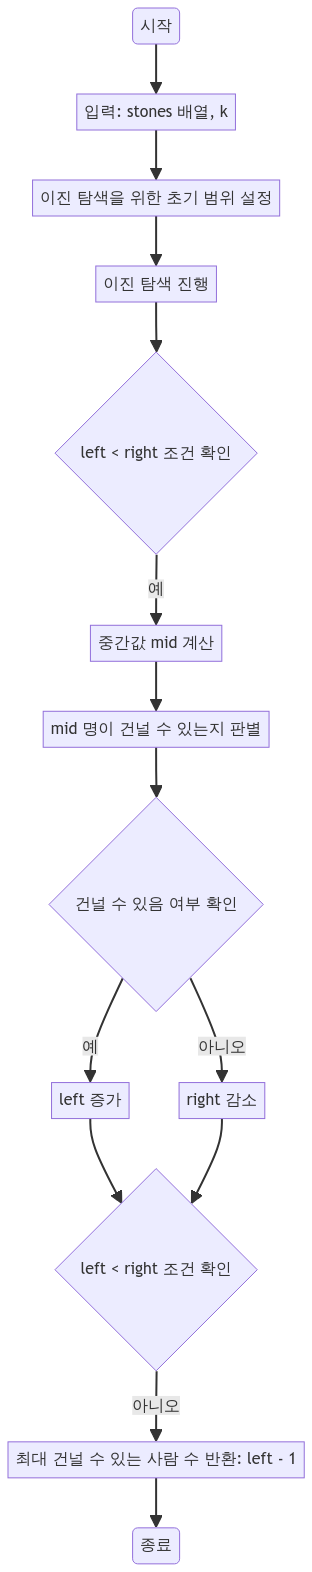 시작
입력: stones 배열, k
이진 탐색을 위한 초기 범위 설정
이진 탐색 진행
left < right 조건 확인
예
중간값 mid 계산
mid 명이 건널 수 있는지 판별
건널 수 있음 여부 확인
예
아니오
left 증가
right 감소
left < right 조건 확인
아니오
최대 건널 수 있는 사람 수 반환: left - 1
종료